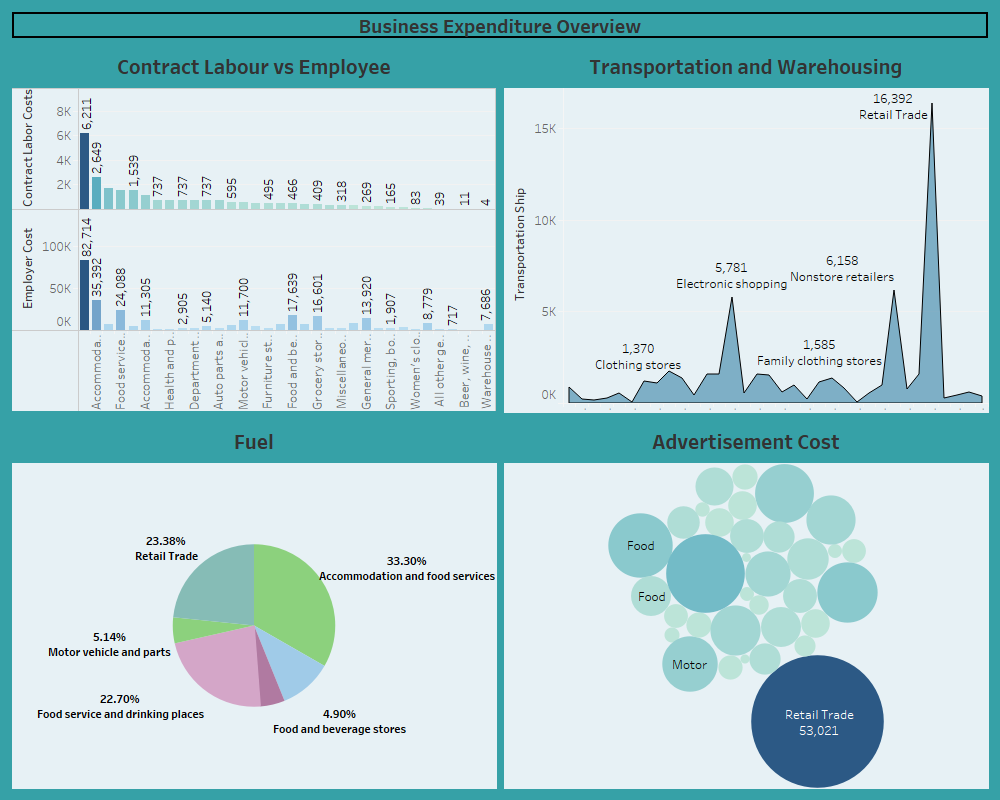 Business Expenditure Overview
Contract Labour vs Employee
Contract Labor Costs
8K
6K
4K
2K
6,211
2,649
1,539
737
737
737
595
495
466
409
318
269
165
83
39
11
4
Employer Cost
100K
50K
0K
82,714
35,392
24,088
11,305
2,905
5,140
11,700
17,639
16,601
13,920
1,907
8,779
717
7,686
Accommoda..
Food service..
Accommoda..
Health and p..
Department..
Auto parts a..
Motor vehicl..
Furniture st..
Food and be..
Grocery stor..
Miscellaneo..
General mer..
Sporting, bo..
Women's clo..
All other ge..
Beer, wine, ..
Warehouse ..
Transportation and Warehousing
Transportation Ship
15K
10K
5K
0K
16,392
Retail Trade
5,781
Electronic shopping
6,158
Nonstore retailers
1,370
Clothing stores
1,585
Family clothing stores
Fuel
23.38%
Retail Trade
33.30%
Accommodation and food services
5.14%
Motor vehicle and parts
22.70%
Food service and drinking places
4.90%
Food and beverage stores
Advertisement Cost
Food
Food
Motor
Retail Trade
53,021